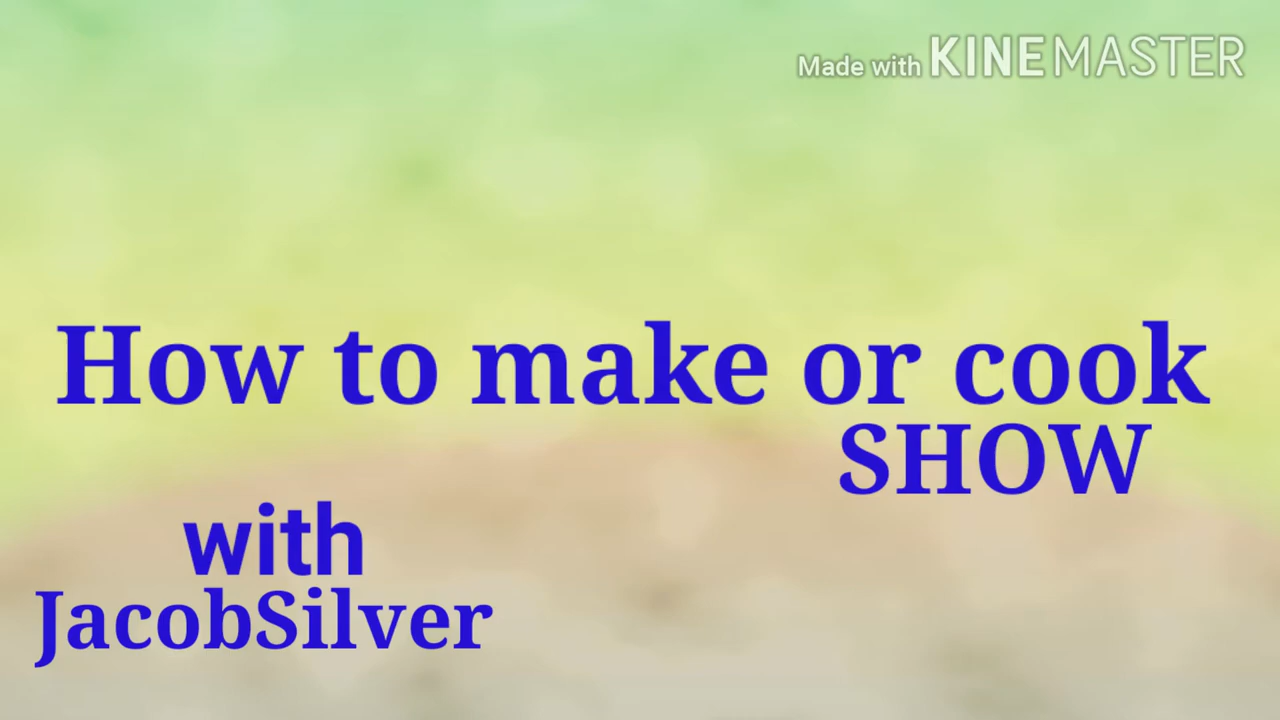 Made with KINEMASTER
How to make or cook
SHOW
with
JacobSilver